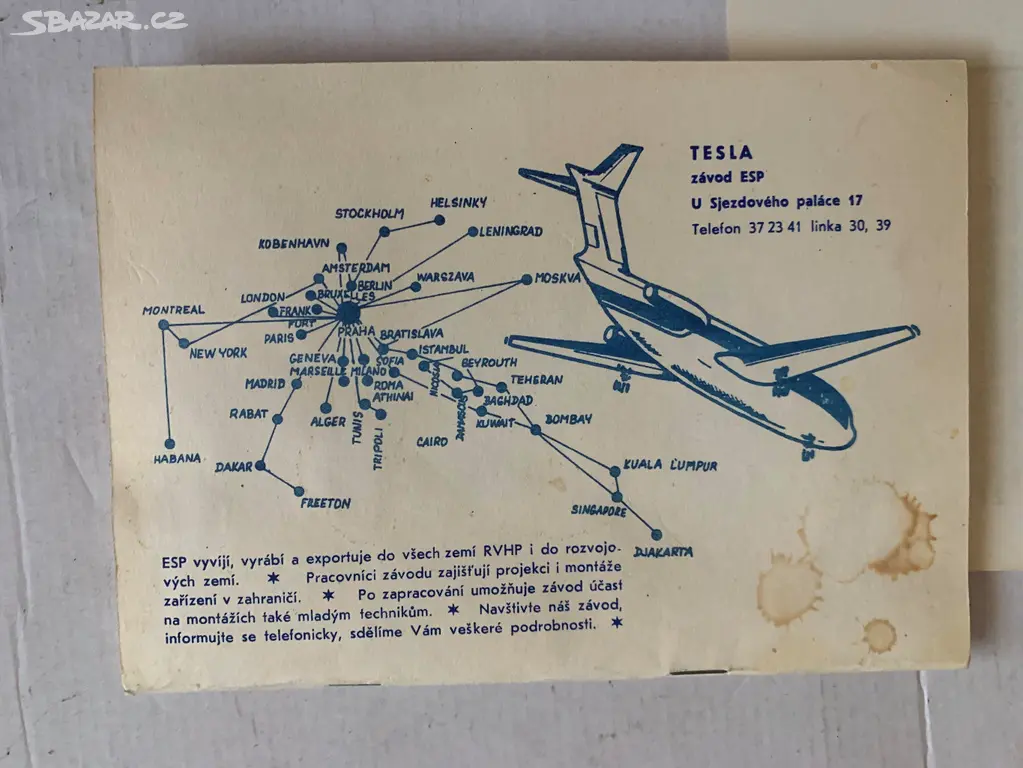 SBAZAR.CZ
TESLA
závod ESP
U Sjezdového paláce 17
Telefon 37 23 41 linka 30, 39
HELSINKY
STOCKHOLM
LENINGRAD
KOBENHAVN
AMSTERDAM
BERLIN
WARSZAVA
MOSKVA
LONDON
BRUXELLES
MONTREAL
FRANK
FURT
PRAHA
BRATISLAVA
PARIS
NEW YORK
ISTAMBUL
GENEVA
SOFIA
NICOSIA
BEYROUTH
MARSEILLE
MILANO
MADRID
ROMA
TEHERAN
ATHINAI
DAMASCUS
BAGHDAD
RABAT
ALGER
TUNIS
TRIPOLI
KUWAIT
BOMBAY
CAIRO
HABANA
DAKAR
KUALA LUMPUR
FREETON
SINGAPORE
DJAKARTA
ESP vyvíjí, vyrábí a exportuje do všech zemí RVHP i do rozvojo-
vých zemí. ✶ Pracovníci závodu zajišťují projekci i montáže
zařízení v zahraničí. ✶ Po zapracování umožňuje závod účast
na montážích také mladým technikům. ✶ Navštivte náš závod,
informujte se telefonicky, sdělíme Vám veškeré podrobnosti. ✶